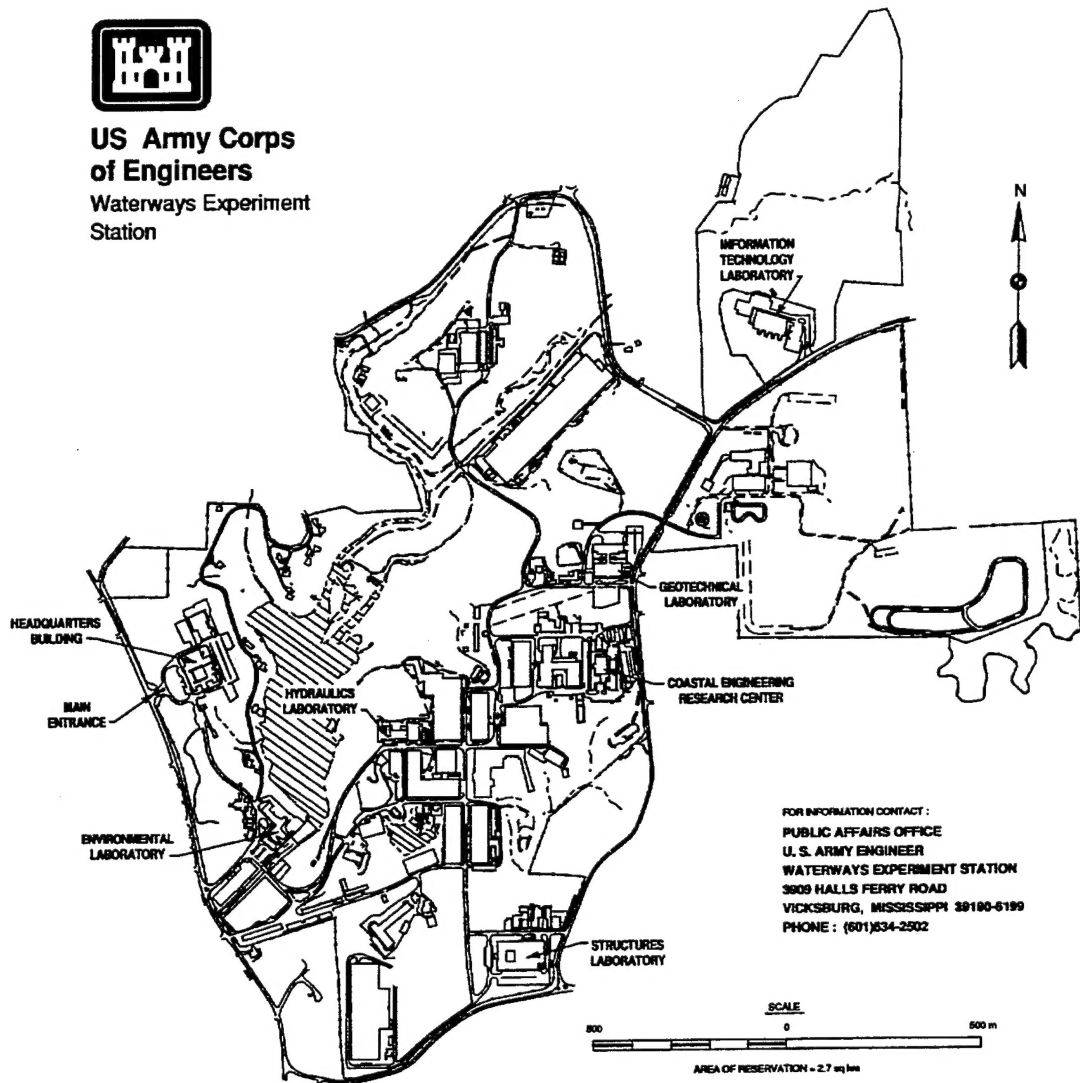 US Army Corps
of Engineers
Waterways Experiment
Station
N
INFORMATION
TECHNOLOGY
LABORATORY
GEOTECHNICAL
LABORATORY
HEADQUARTERS
BUILDING
MAIN
ENTRANCE
HYDRAULICS
LABORATORY
COASTAL ENGINEERING
RESEARCH CENTER
ENVIRONMENTAL
LABORATORY
STRUCTURES
LABORATORY
FOR INFORMATION CONTACT :
PUBLIC AFFAIRS OFFICE
U. S. ARMY ENGINEER
WATERWAYS EXPERIMENT STATION
3909 HALLS FERRY ROAD
VICKSBURG, MISSISSIPPI 39180-6199
PHONE : (601)634-2502
SCALE
500 0 500 m
AREA OF RESERVATION = 2.7 sq km